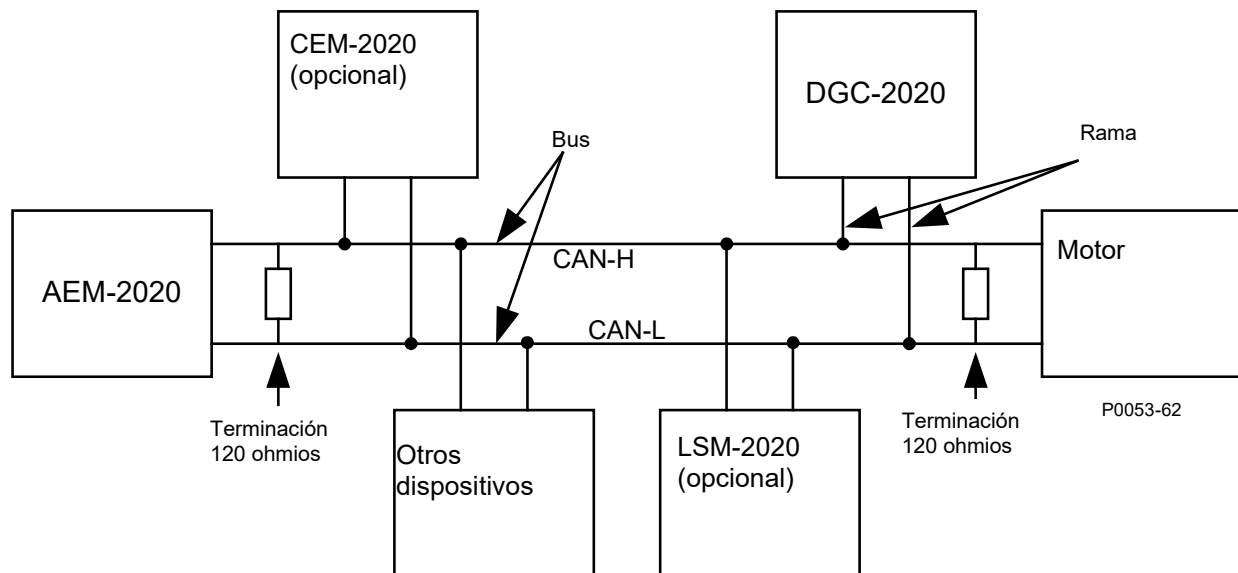 CEM-2020
(opcional)
DGC-2020
Bus
Rama
AEM-2020
CAN-H
Motor
CAN-L
Terminación
120 ohmios
Otros
dispositivos
LSM-2020
(opcional)
Terminación
120 ohmios
P0053-62